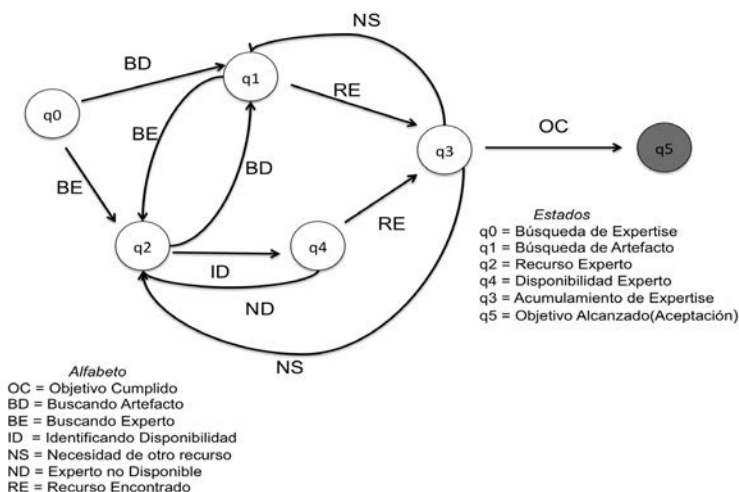 NS
BD
q1
RE
q0
BE
BD
OC
q3
q5
BE
RE
q2
q4
ID
ND
NS
Estados
q0 = Búsqueda de Expertise
q1 = Búsqueda de Artefacto
q2 = Recurso Experto
q4 = Disponibilidad Experto
q3 = Acumulamiento de Expertise
q5 = Objetivo Alcanzado(Aceptación)
Alfabeto
OC = Objetivo Cumplido
BD = Buscando Artefacto
BE = Buscando Experto
ID = Identificando Disponibilidad
NS = Necesidad de otro recurso
ND = Experto no Disponible
RE = Recurso Encontrado